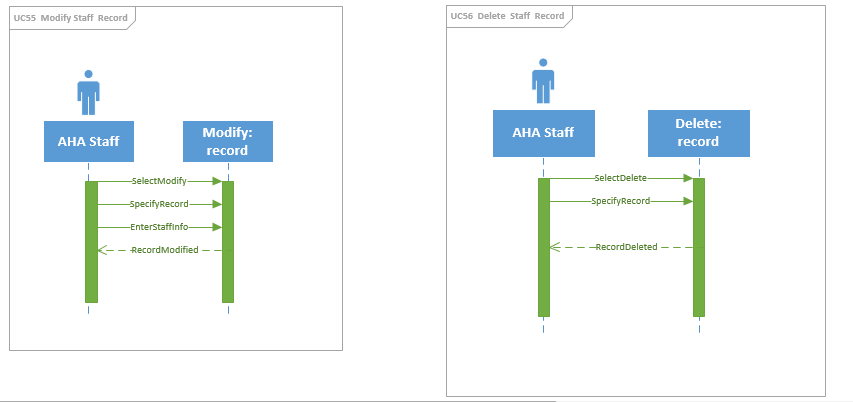 UC55 Modify Staff Record
AHA Staff
Modify:
record
SelectModify
SpecifyRecord
EnterStaffInfo
RecordModified
UC56 Delete Staff Record
AHA Staff
Delete:
record
SelectDelete
SpecifyRecord
RecordDeleted